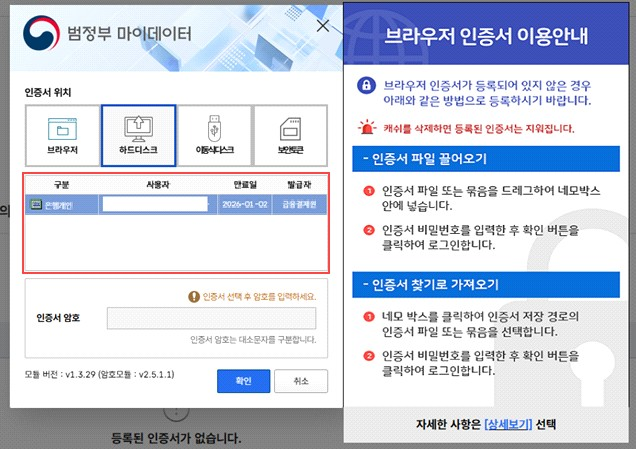 범정부 마이데이터
인증서 위치
브라우저
하드디스크
이동식디스크
보안토큰
구분 사용자 만료일 발급자
은행개인 2026-01-02 금융결제원
인증서 선택 후 암호를 입력하세요.
인증서 암호
인증서 암호는 대소문자를 구분합니다.
모듈 버전 : v1.3.29 (암호모듈 : v2.5.1.1)
확인
취소
의
등록된 인증서가 없습니다.
브라우저 인증서 이용안내
브라우저 인증서가 등록되어 있지 않은 경우
아래와 같은 방법으로 등록하시기 바랍니다.
캐쉬를 삭제하면 등록된 인증서는 지워집니다.
- 인증서 파일 끌어오기
1 인증서 파일 또는 묶음을 드레그하여 네모박스
안에 넣습니다.
2 인증서 비밀번호를 입력한 후 확인 버튼을
클릭하여 로그인합니다.
- 인증서 찾기로 가져오기
1 네모 박스를 클릭하여 인증서 저장 경로의
인증서 파일 또는 묶음을 선택합니다.
2 인증서 비밀번호를 입력한 후 확인 버튼을
클릭하여 로그인합니다.
자세한 사항은 [상세보기] 선택